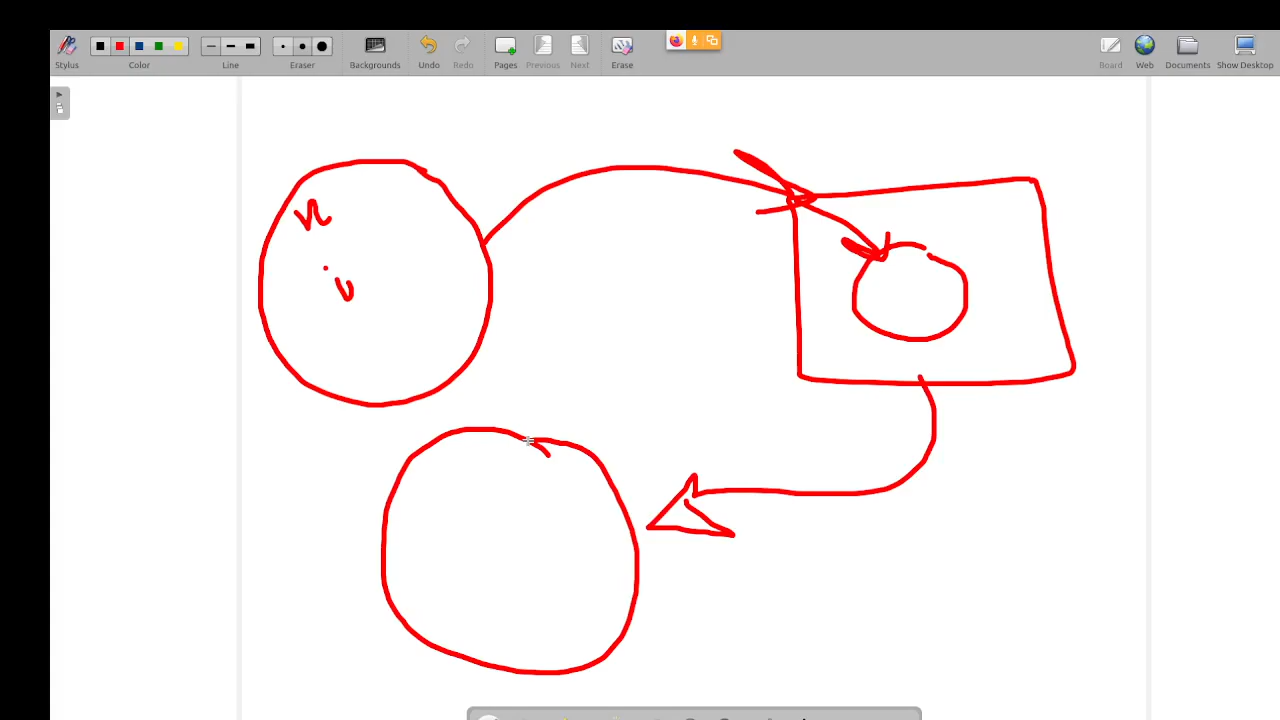 Stylus
Color
Line
Eraser
Backgrounds
Undo
Redo
Pages
Previous
Next
Erase
Board
Web
Documents
Show Desktop